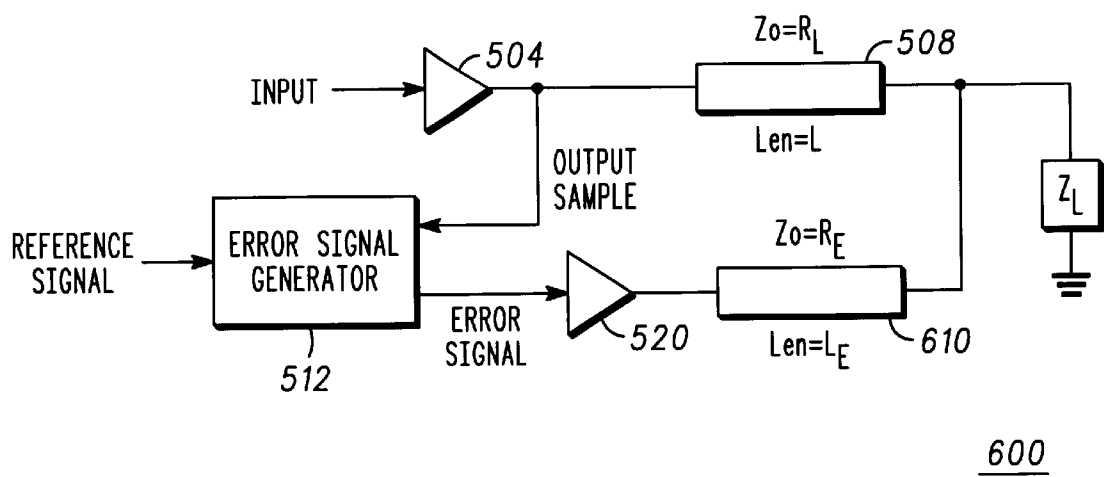 INPUT
504
Zo=RL
508
Len=L
OUTPUT
SAMPLE
ZL
REFERENCE
SIGNAL
ERROR SIGNAL
GENERATOR
512
ERROR
SIGNAL
520
Zo=RE
610
Len=LE
600